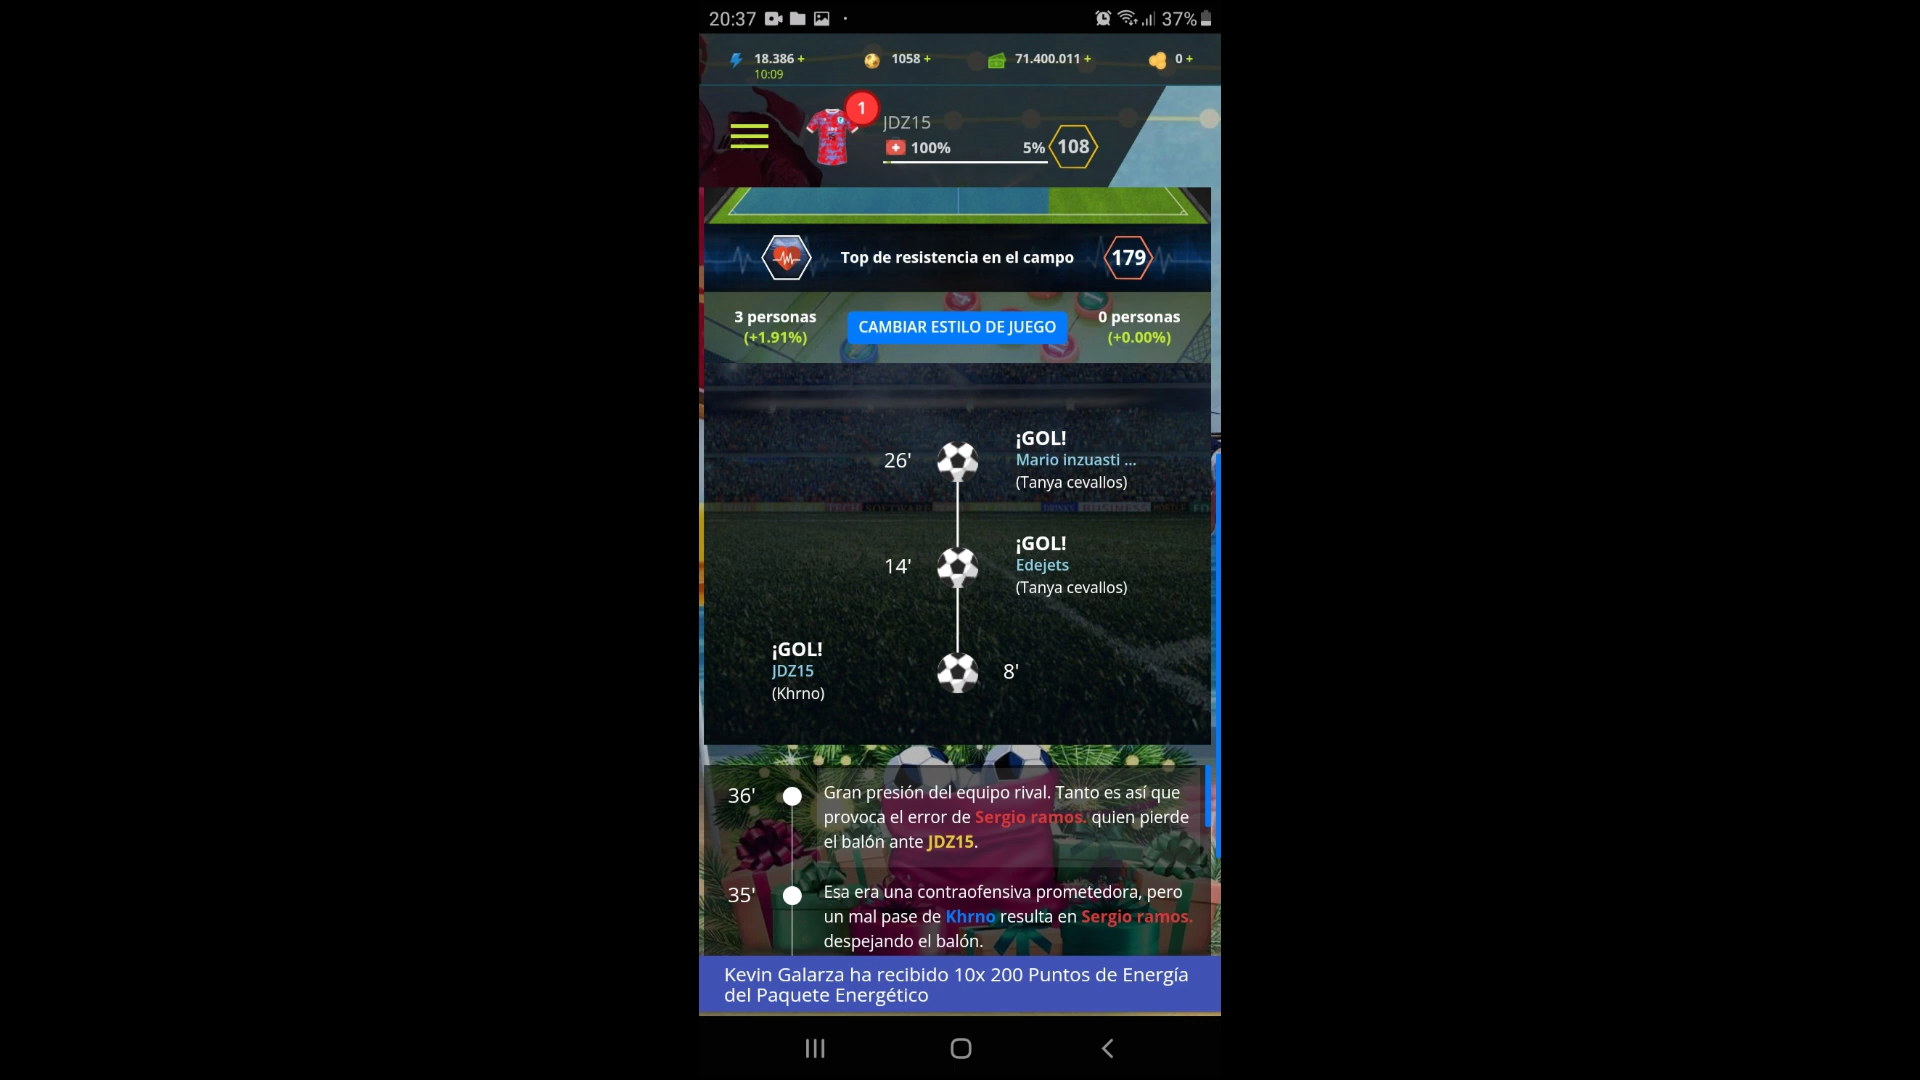 20:37
37%
18.386 +
10:09
1058 +
71.400.011 +
0 +
1
JDZ15
100%
5%
108
Top de resistencia en el campo
179
3 personas
(+1.91%)
CAMBIAR ESTILO DE JUEGO
0 personas
(+0.00%)
26'
¡GOL!
Mario inzuasti ...
(Tanya cevallos)
14'
¡GOL!
Edejets
(Tanya cevallos)
¡GOL!
JDZ15
(Khrno)
8'
36'
Gran presión del equipo rival. Tanto es así que
provoca el error de Sergio ramos. quien pierde
el balón ante JDZ15.
35'
Esa era una contraofensiva prometedora, pero
un mal pase de Khrno resulta en Sergio ramos.
despejando el balón.
Kevin Galarza ha recibido 10x 200 Puntos de Energía
del Paquete Energético